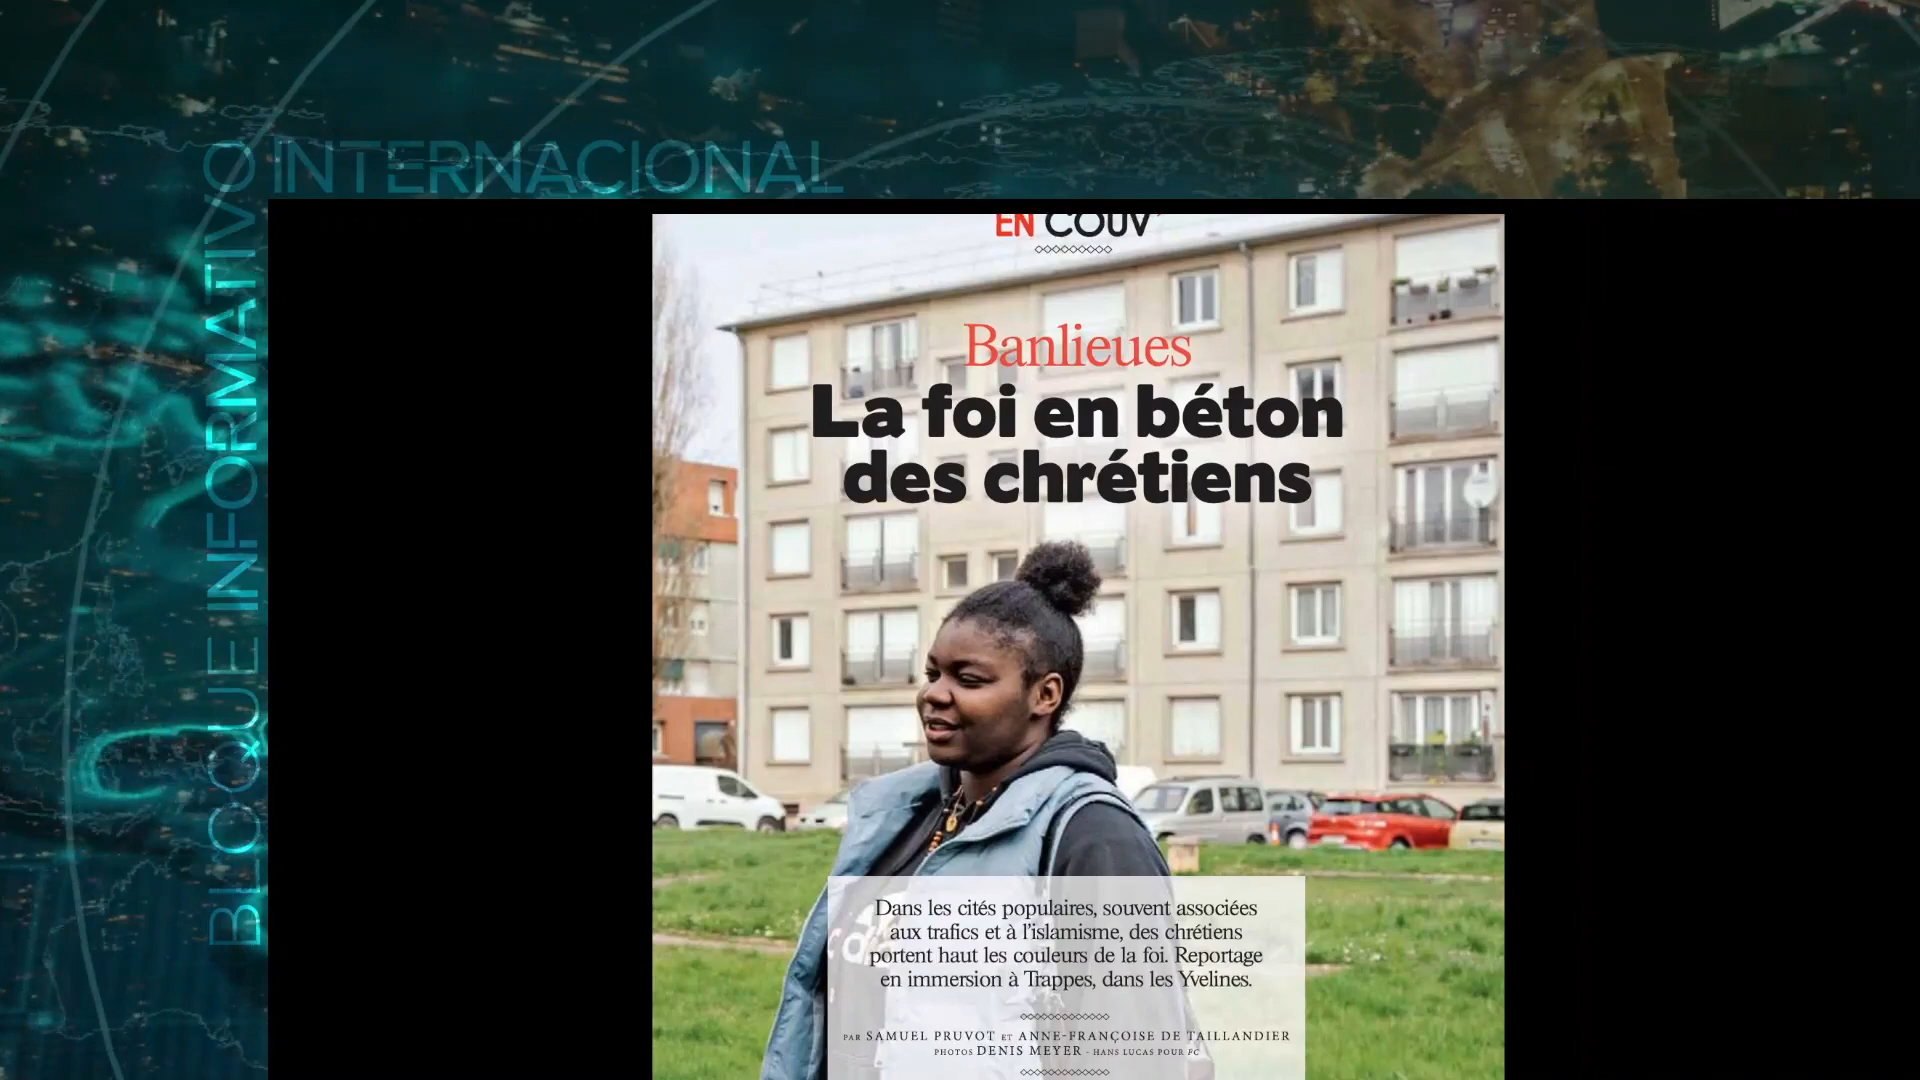 BLOQUE INFORMATIVO INTERNACIONAL
EN COUV'
Banlieues
La foi en béton
des chrétiens
Dans les cités populaires, souvent associées
aux trafics et à l'islamisme, des chrétiens
portent haut les couleurs de la foi. Reportage
en immersion à Trappes, dans les Yvelines.
PAR SAMUEL PRUVOT ET ANNE-FRANÇOISE DE TAILLANDIER
PHOTOS DENIS MEYER - HANS LUCAS POUR FC